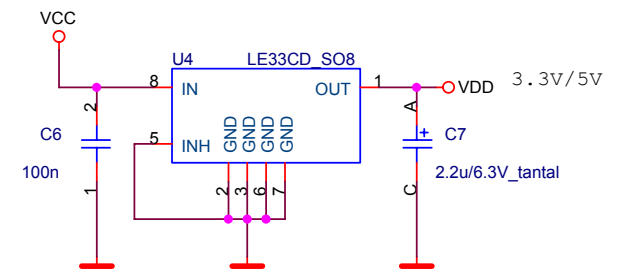 VCC
U4 LE33CD_SO8
8 IN OUT 1 VDD 3.3V/5V
2 A
C6 5 INH GND GND GND GND + C7
100n 2.2u/6.3V_tantal
1 2 3 6 7 C